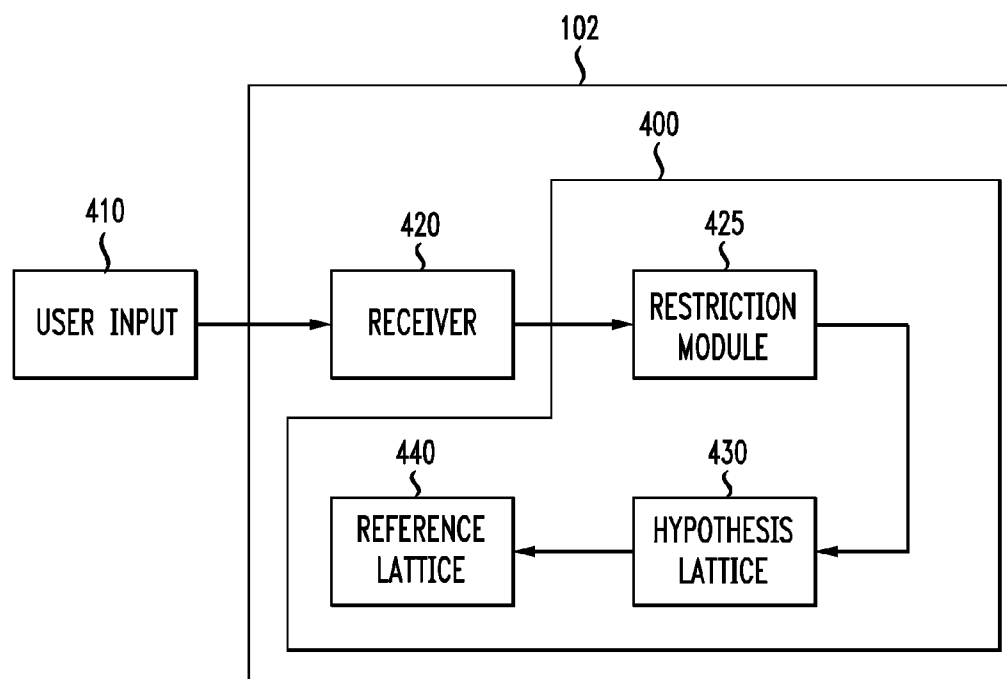 102
400
410
420
425
USER INPUT
RECEIVER
RESTRICTION
MODULE
440
430
REFERENCE
LATTICE
HYPOTHESIS
LATTICE